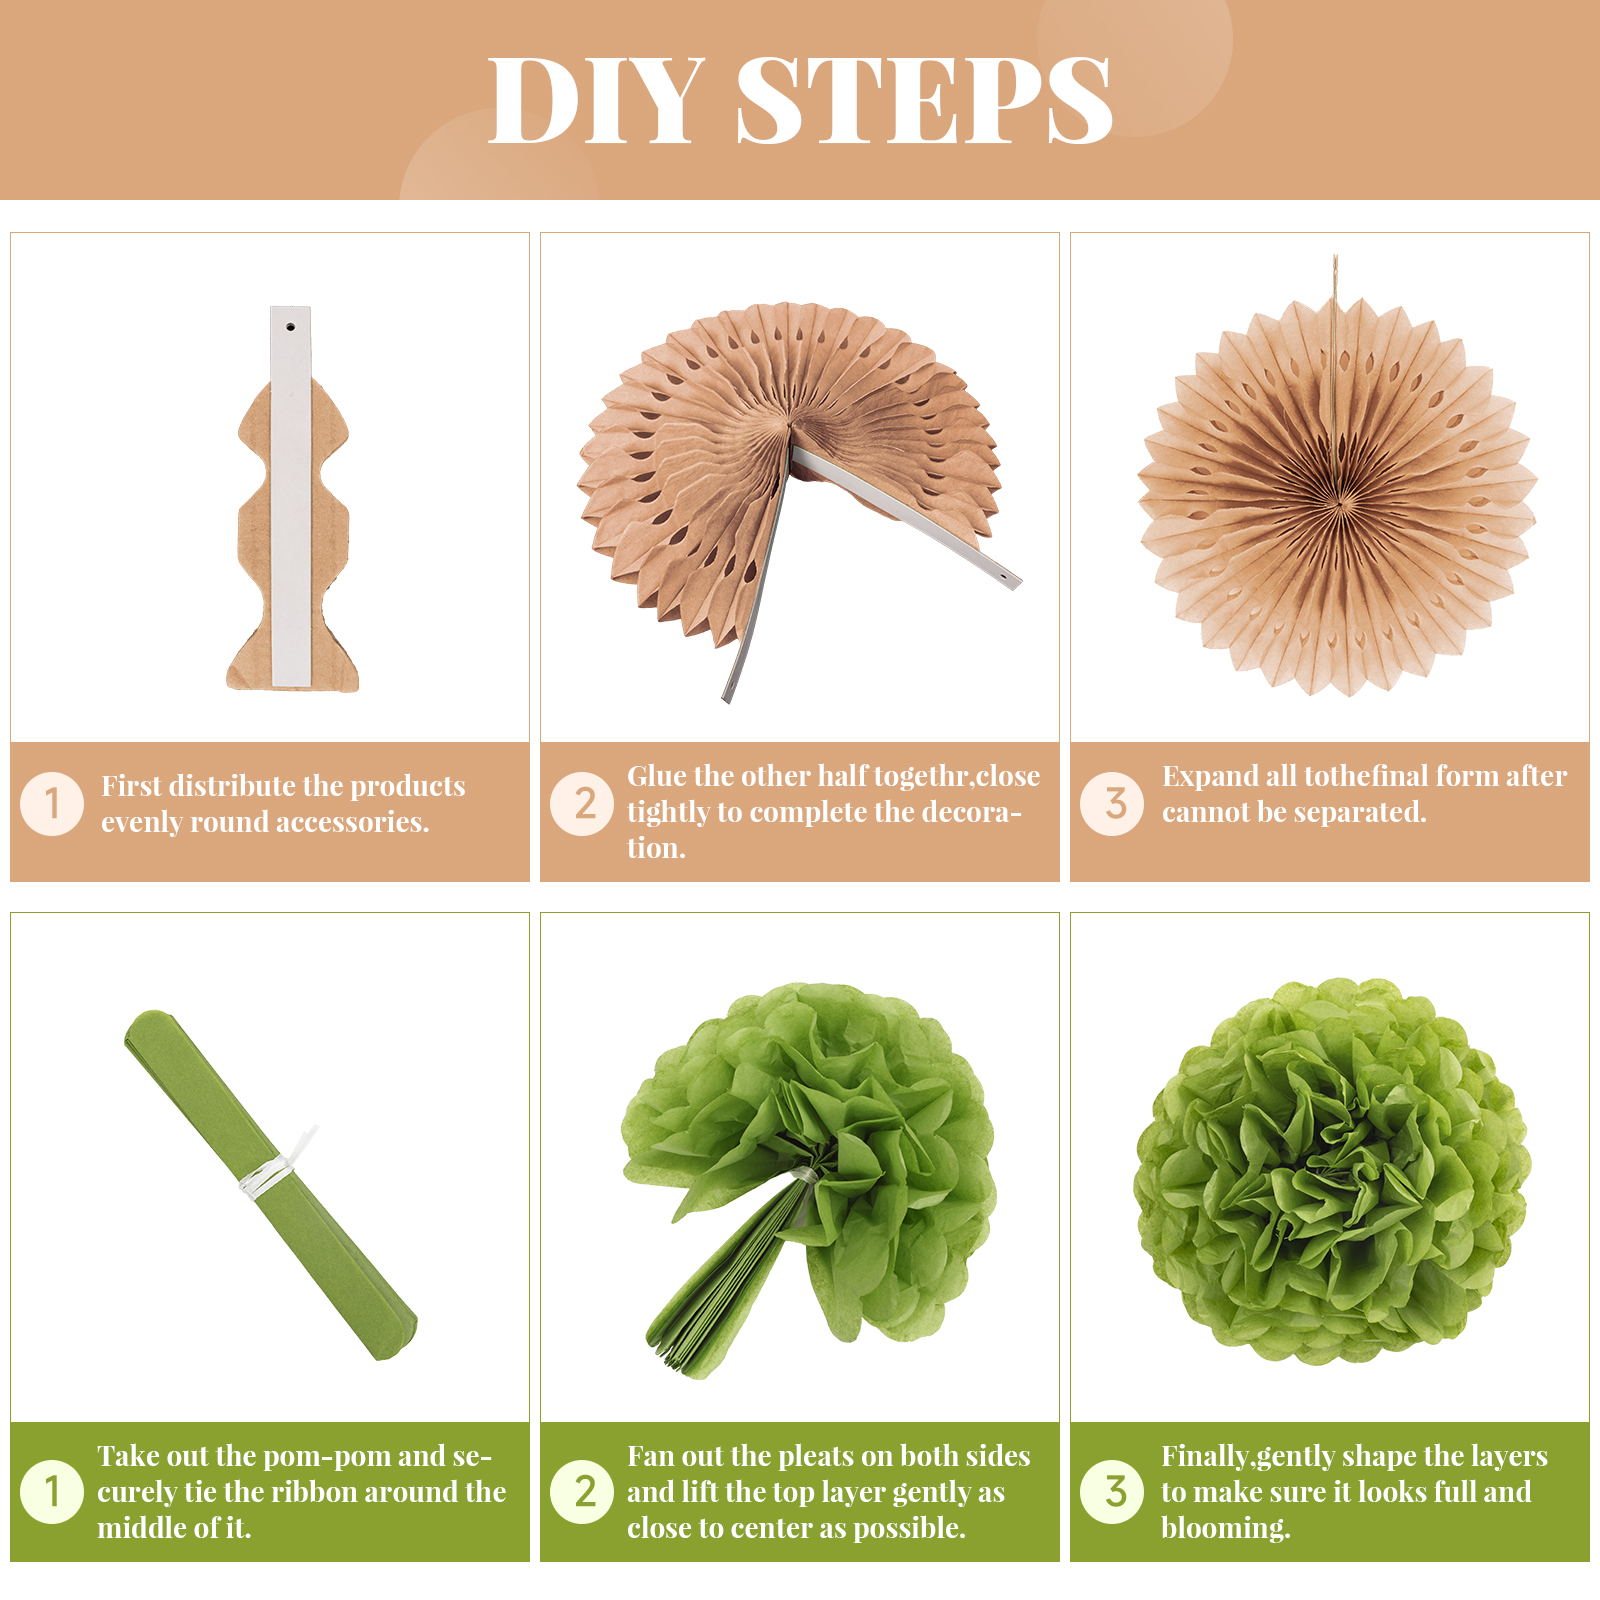 DIY STEPS
1
First distribute the products
evenly round accessories.
2
Glue the other half togethr,close
tightly to complete the decora-
tion.
3
Expand all tothefinal form after
cannot be separated.
1
Take out the pom-pom and se-
curely tie the ribbon around the
middle of it.
2
Fan out the pleats on both sides
and lift the top layer gently as
close to center as possible.
3
Finally,gently shape the layers
to make sure it looks full and
blooming.